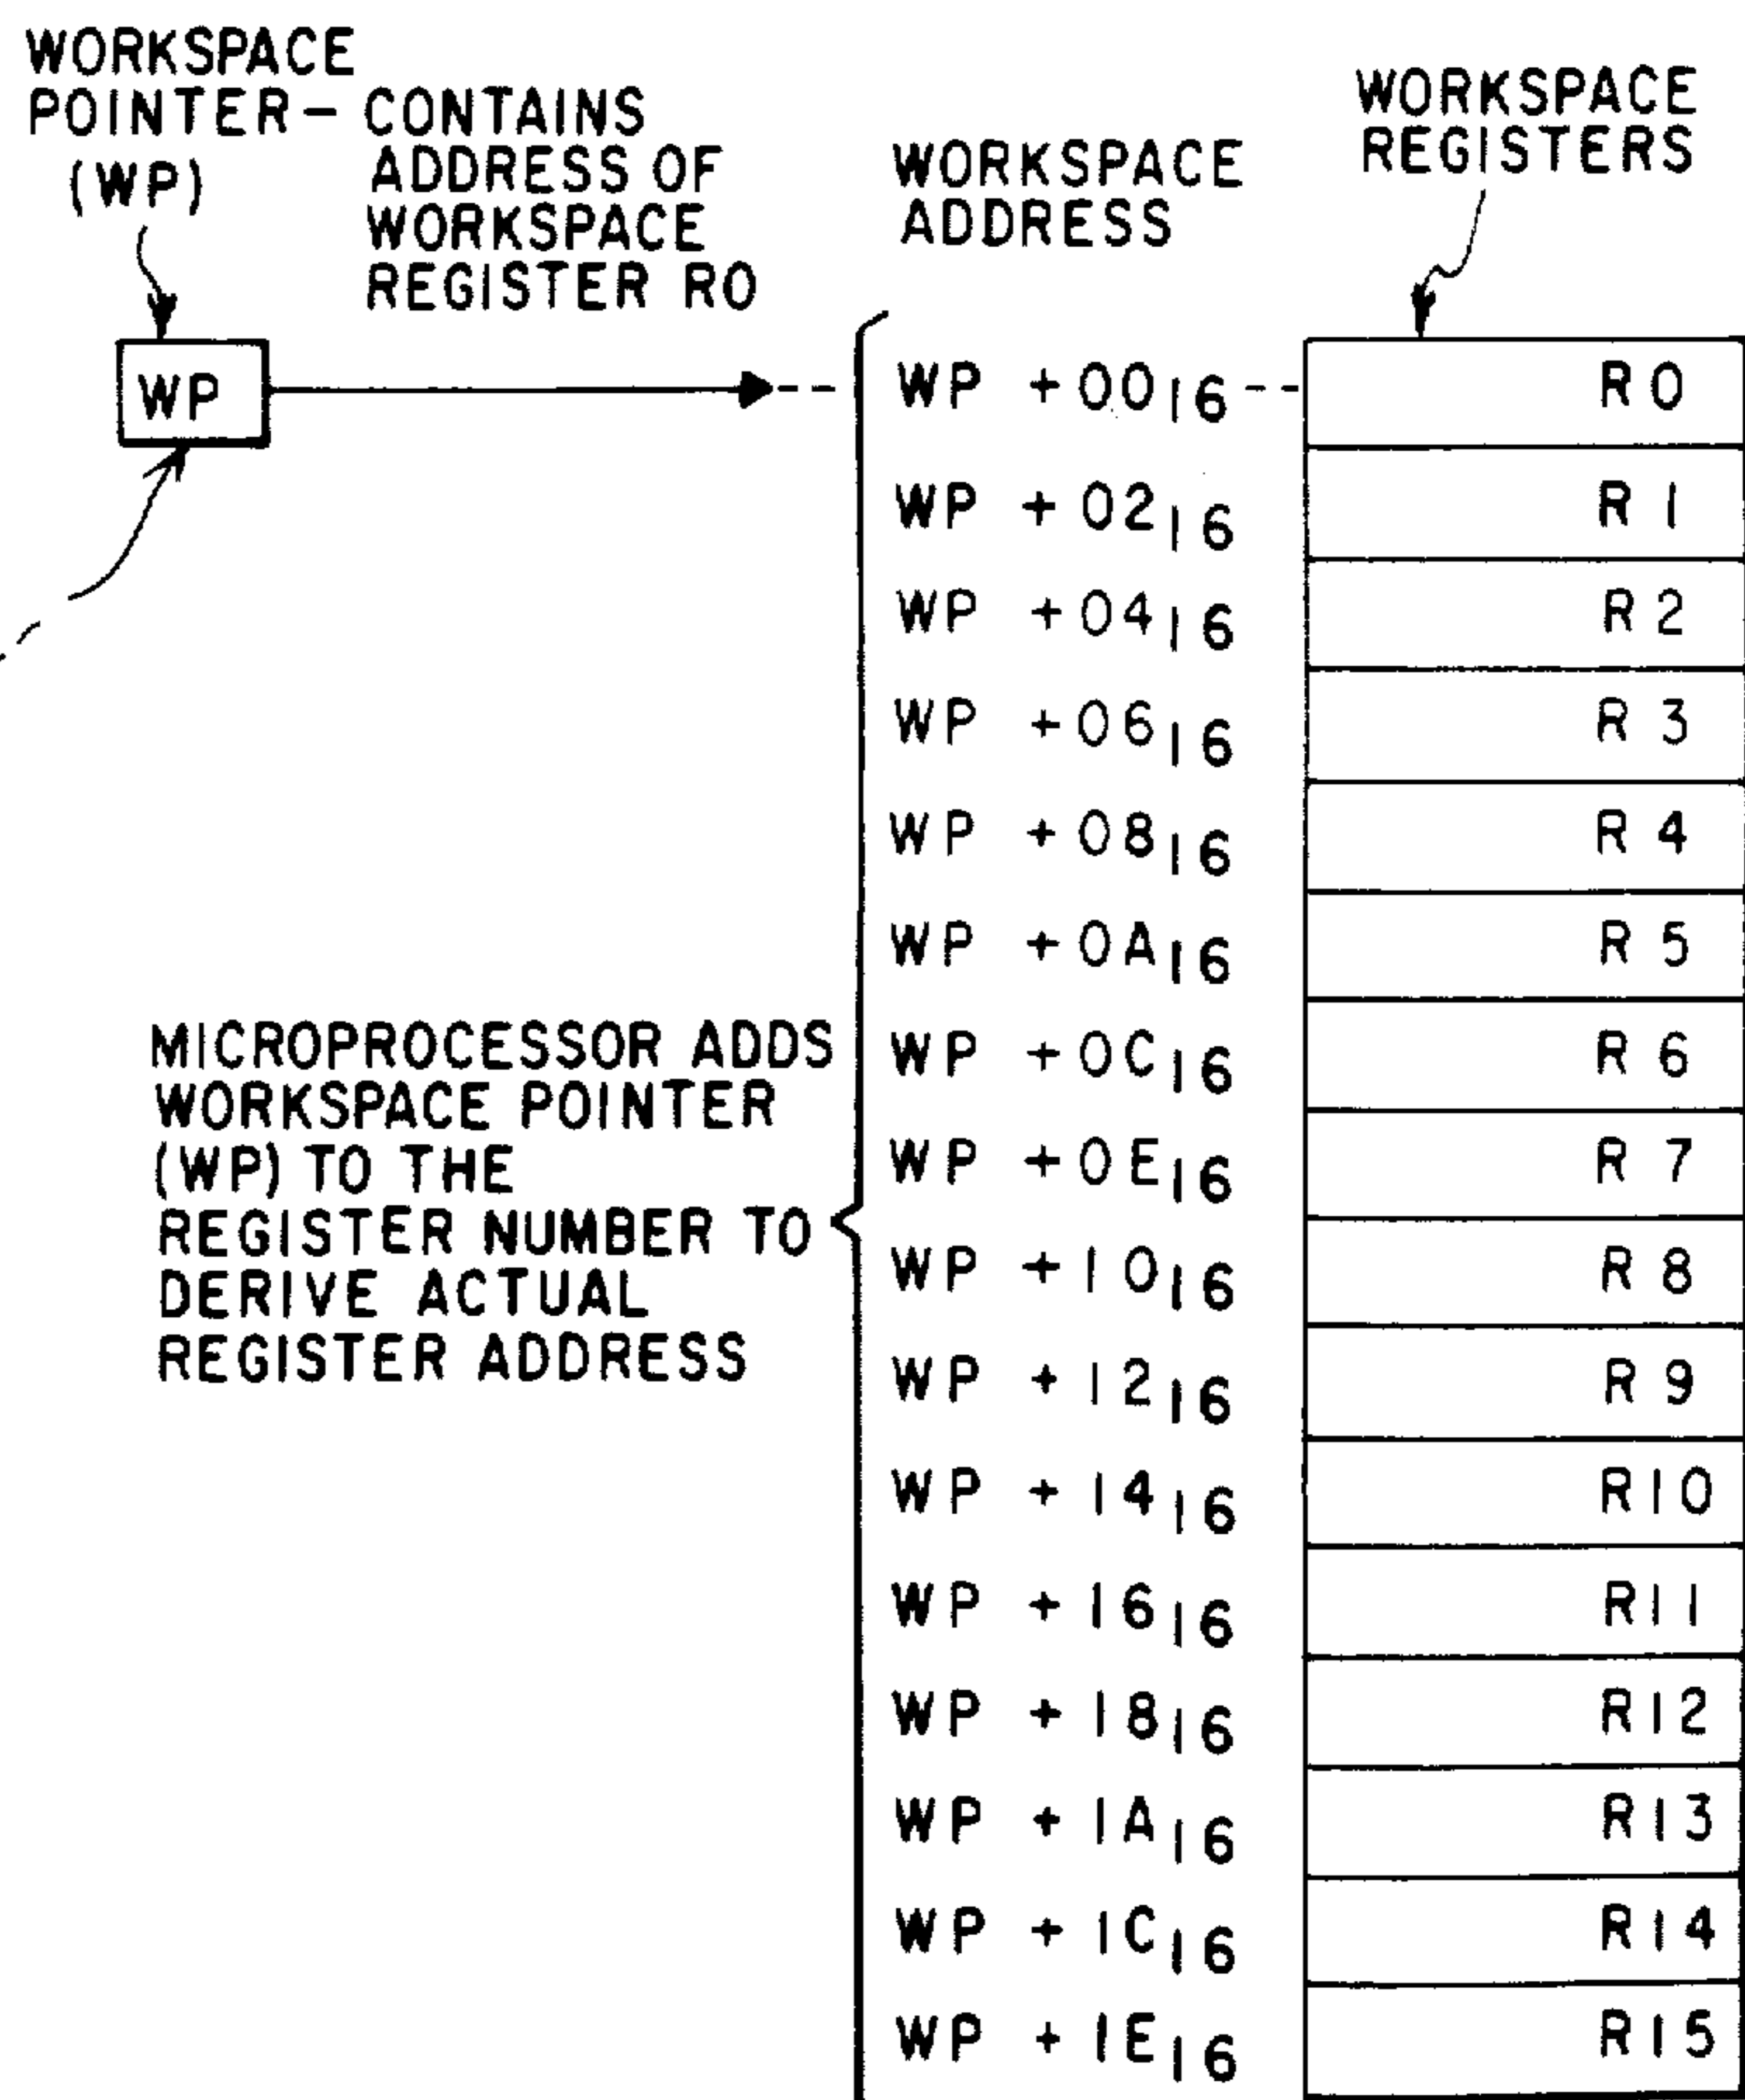 WORKSPACE
POINTER— CONTAINS
(WP)
ADDRESS OF
WORKSPACE
REGISTER R0
WORKSPACE
ADDRESS
WORKSPACE
REGISTERS
WP
WP +00₁₆ R0
WP +02₁₆ R1
WP +04₁₆ R2
WP +06₁₆ R3
WP +08₁₆ R4
WP +0A₁₆ R5
WP +0C₁₆ R6
WP +0E₁₆ R7
WP +10₁₆ R8
WP +12₁₆ R9
WP +14₁₆ R10
WP +16₁₆ R11
WP +18₁₆ R12
WP +1A₁₆ R13
WP +1C₁₆ R14
WP +1E₁₆ R15
MICROPROCESSOR ADDS
WORKSPACE POINTER
(WP) TO THE
REGISTER NUMBER TO
DERIVE ACTUAL
REGISTER ADDRESS